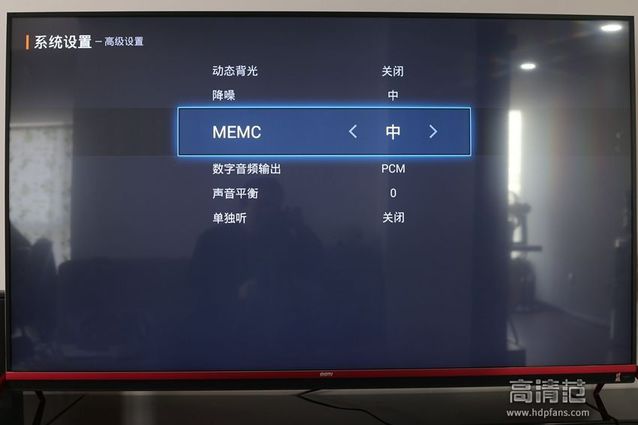 系统设置 – 高级设置
动态背光 关闭
降噪 中
MEMC < 中 >
数字音频输出 PCM
声音平衡 0
单独听 关闭
高清范
www.hdpfans.com